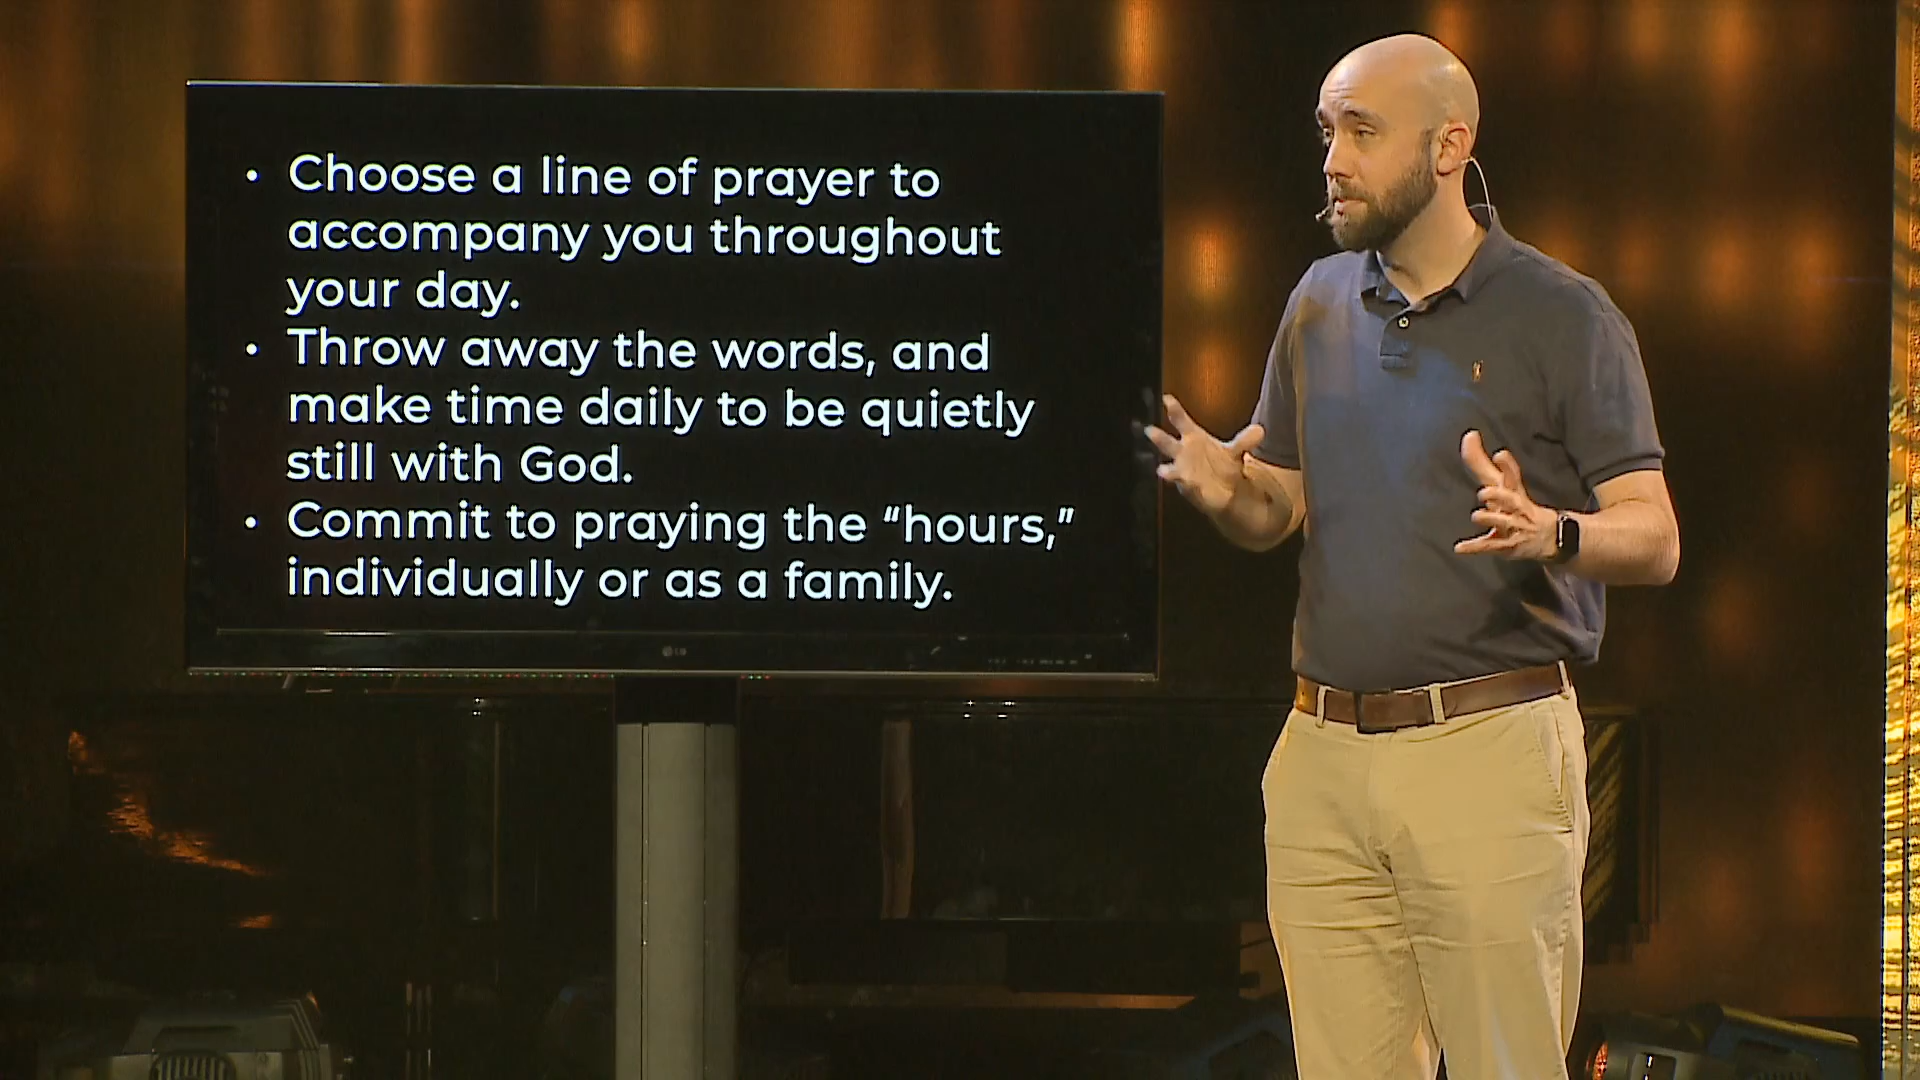 • Choose a line of prayer to
accompany you throughout
your day.
• Throw away the words, and
make time daily to be quietly
still with God.
• Commit to praying the “hours,”
individually or as a family.
LG